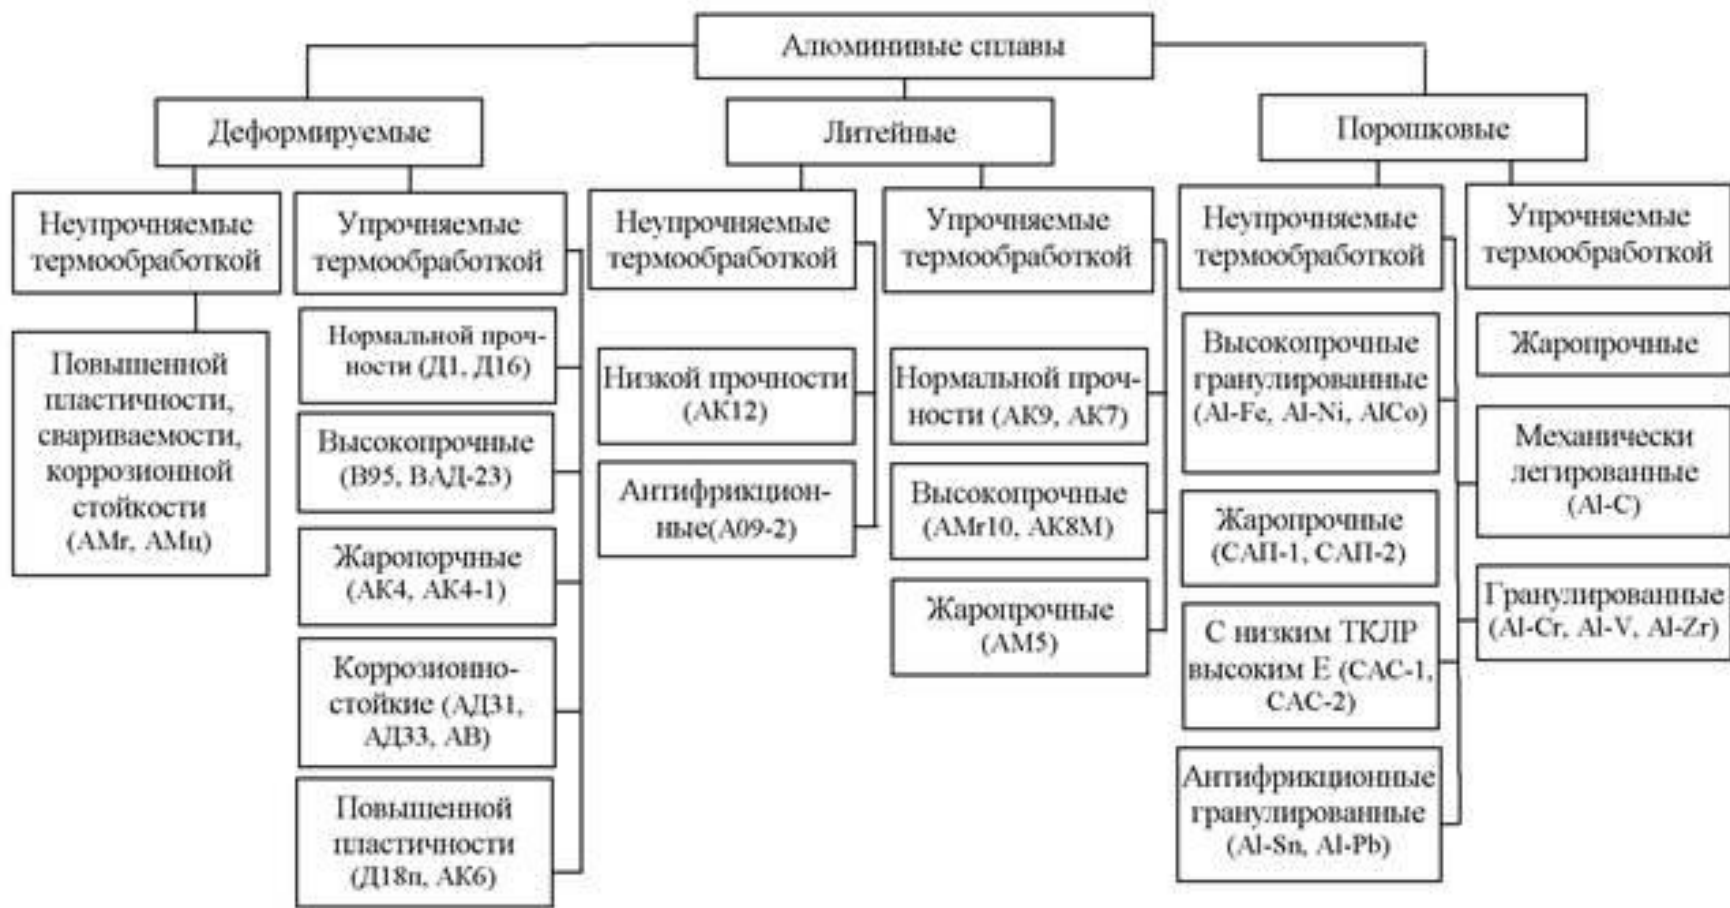 Алюминивые сплавы
Деформируемые
Литейные
Порошковые
Неупрочняемые
термообработкой
Упрочняемые
термообработкой
Неупрочняемые
термообработкой
Упрочняемые
термообработкой
Неупрочняемые
термообработкой
Упрочняемые
термообработкой
Повышенной
пластичности,
свариваемости,
коррозионной
стойкости
(АМг, АМц)
Нормальной проч-
ности (Д1, Д16)
Высокопрочные
(В95, ВАД-23)
Жаропорчные
(АК4, АК4-1)
Коррозионно-
стойкие (АД31,
АД33, АВ)
Повышенной
пластичности
(Д18п, АК6)
Низкой прочности
(АК12)
Антифрикцион-
ные(А09-2)
Нормальной проч-
ности (АК9, АК7)
Высокопрочные
(АМг10, АК8М)
Жаропрочные
(АМ5)
Высокопрочные
гранулированные
(Al-Fe, Al-Ni, AlCo)
Жаропрочные
(САП-1, САП-2)
С низким ТКЛР
высоким Е (САС-1,
САС-2)
Антифрикционные
гранулированные
(Al-Sn, Al-Pb)
Жаропрочные
Механически
легированные
(Al-C)
Гранулированные
(Al-Cr, Al-V, Al-Zr)